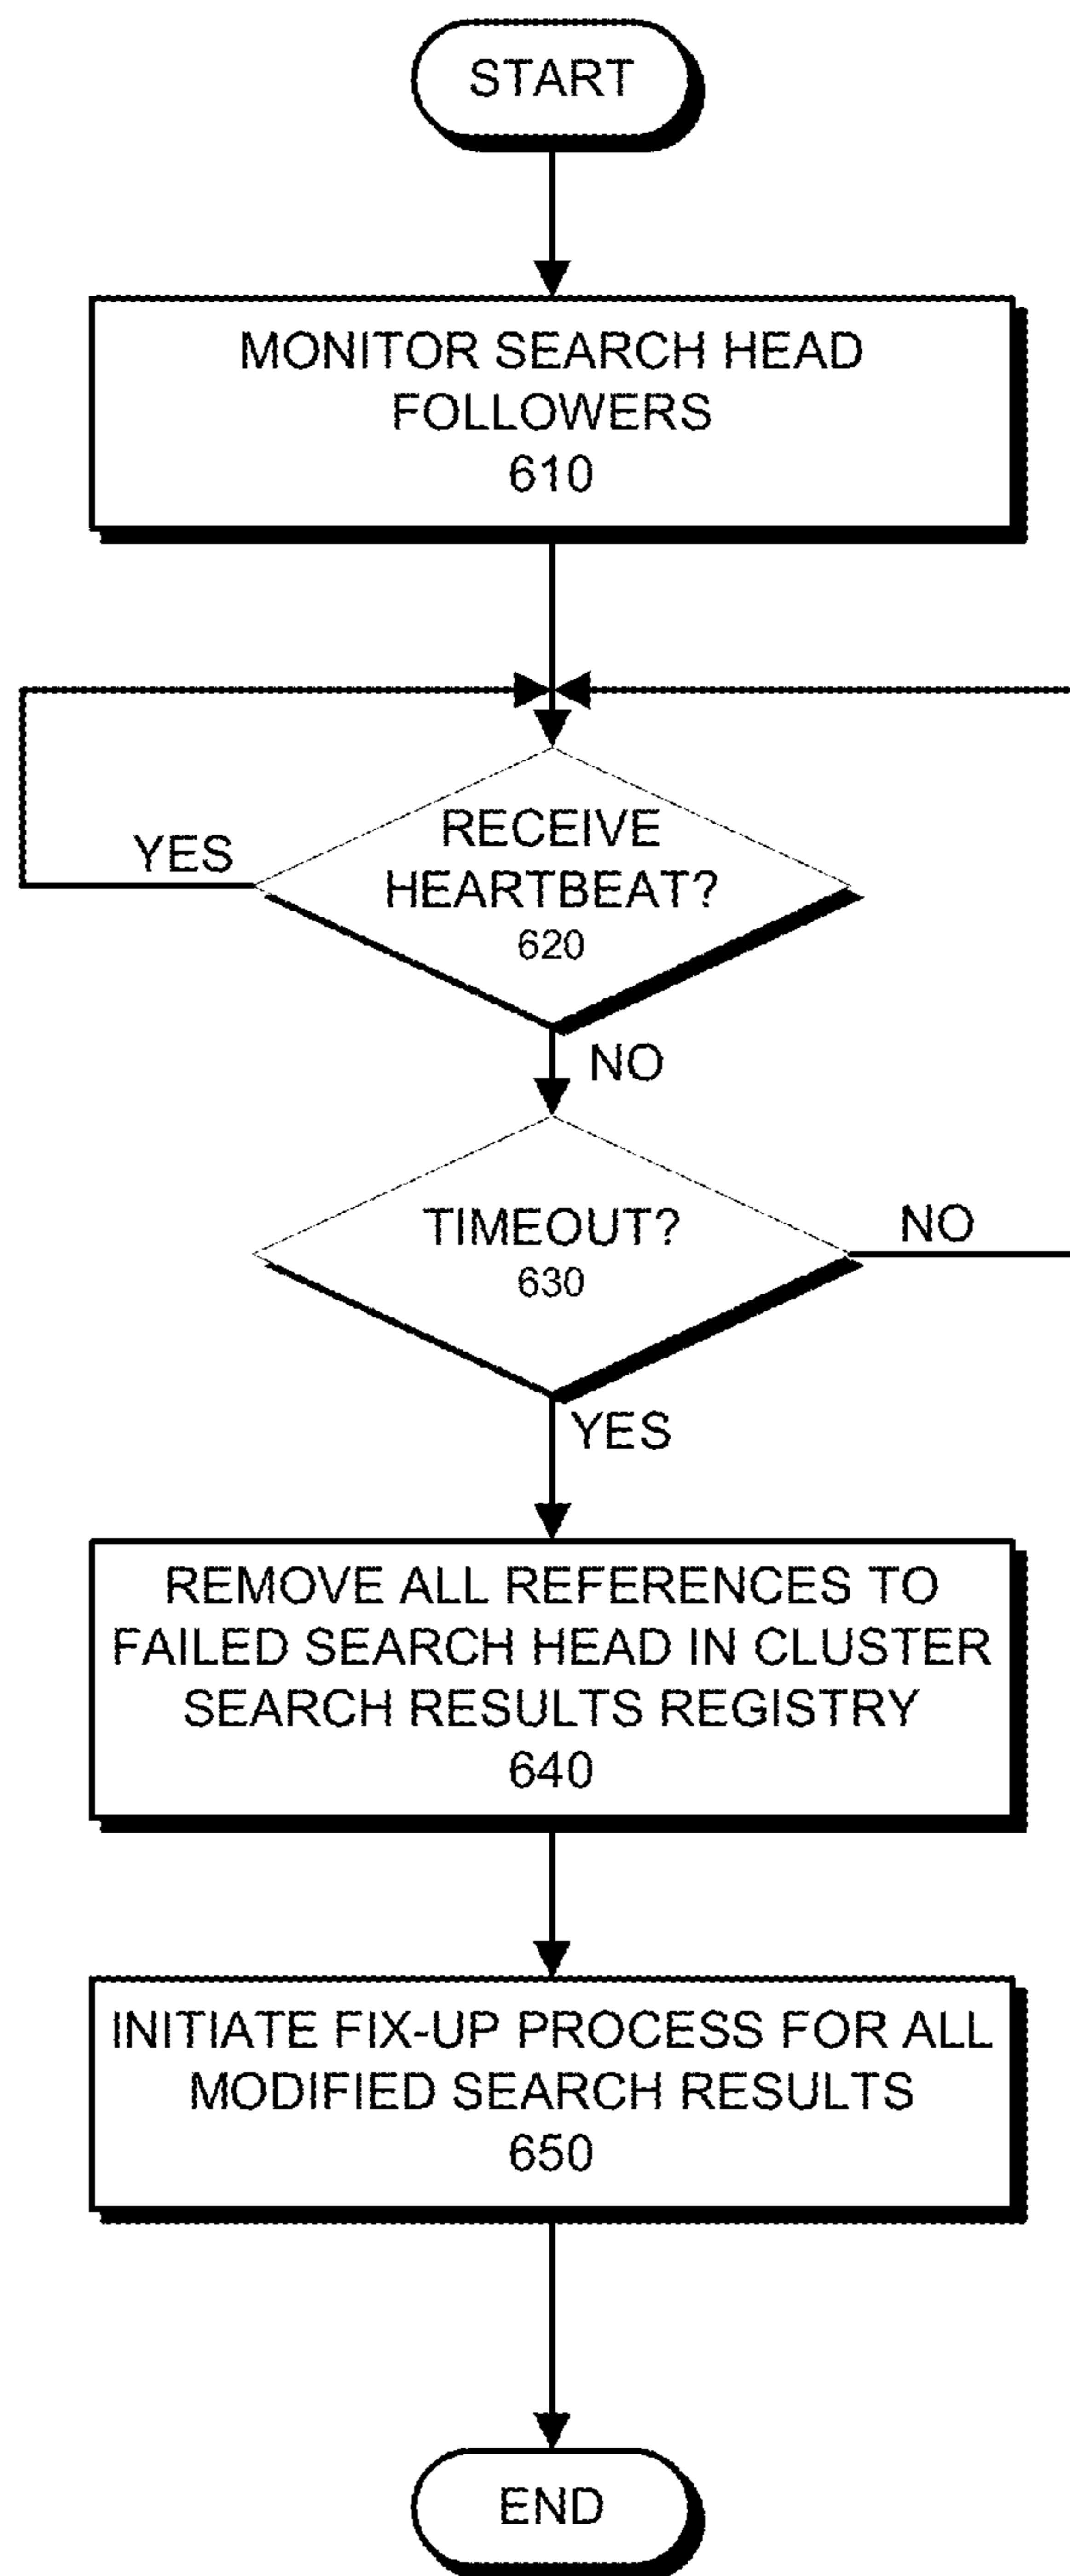 START
MONITOR SEARCH HEAD
FOLLOWERS
610
RECEIVE
HEARTBEAT?
620
YES
NO
TIMEOUT?
630
NO
YES
REMOVE ALL REFERENCES TO
FAILED SEARCH HEAD IN CLUSTER
SEARCH RESULTS REGISTRY
640
INITIATE FIX-UP PROCESS FOR ALL
MODIFIED SEARCH RESULTS
650
END